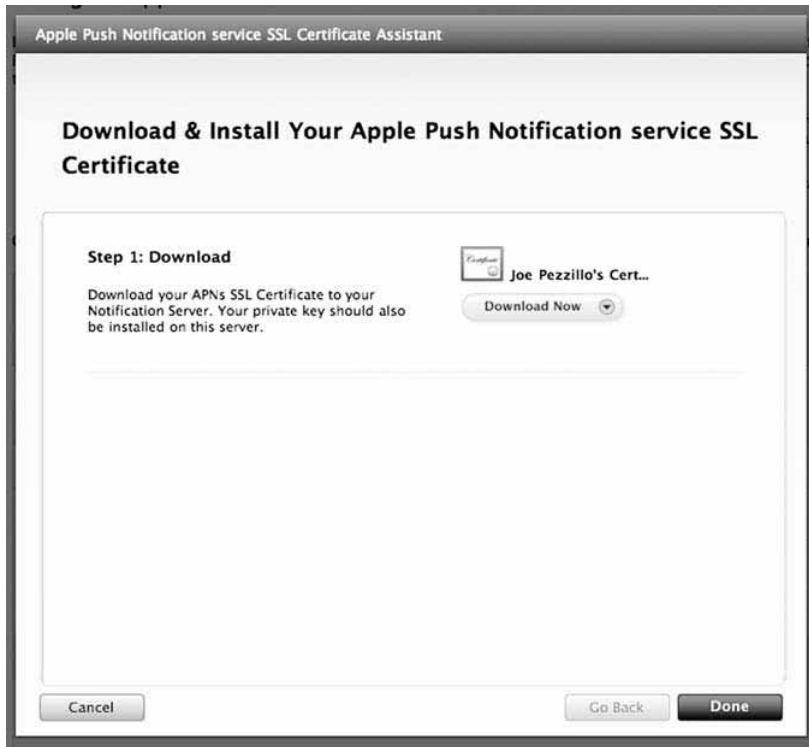 Apple Push Notification service SSL Certificate Assistant
Download & Install Your Apple Push Notification service SSL
Certificate
Step 1: Download
Download your APNs SSL Certificate to your
Notification Server. Your private key should also
be installed on this server.
Certificate
Joe Pezzillo's Cert...
Download Now
Cancel
Go Back
Done